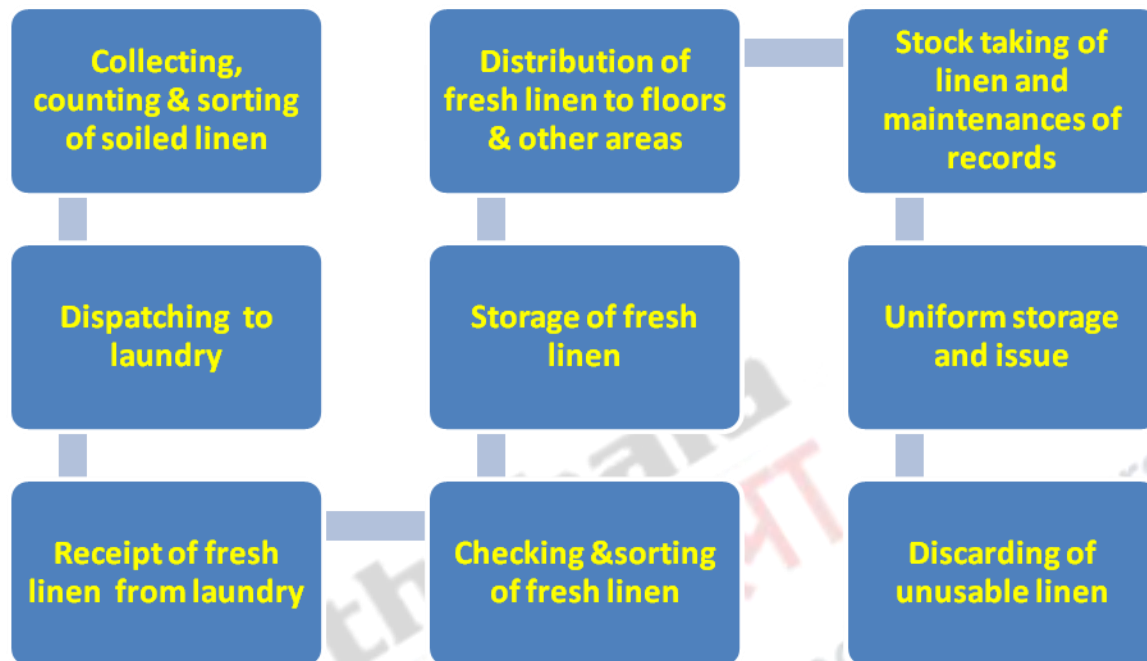 Collecting,
counting & sorting
of soiled linen
Dispatching to
laundry
Receipt of fresh
linen from laundry
Checking &sorting
of fresh linen
Storage of fresh
linen
Distribution of
fresh linen to floors
& other areas
Stock taking of
linen and
maintenances of
records
Uniform storage
and issue
Discarding of
unusable linen